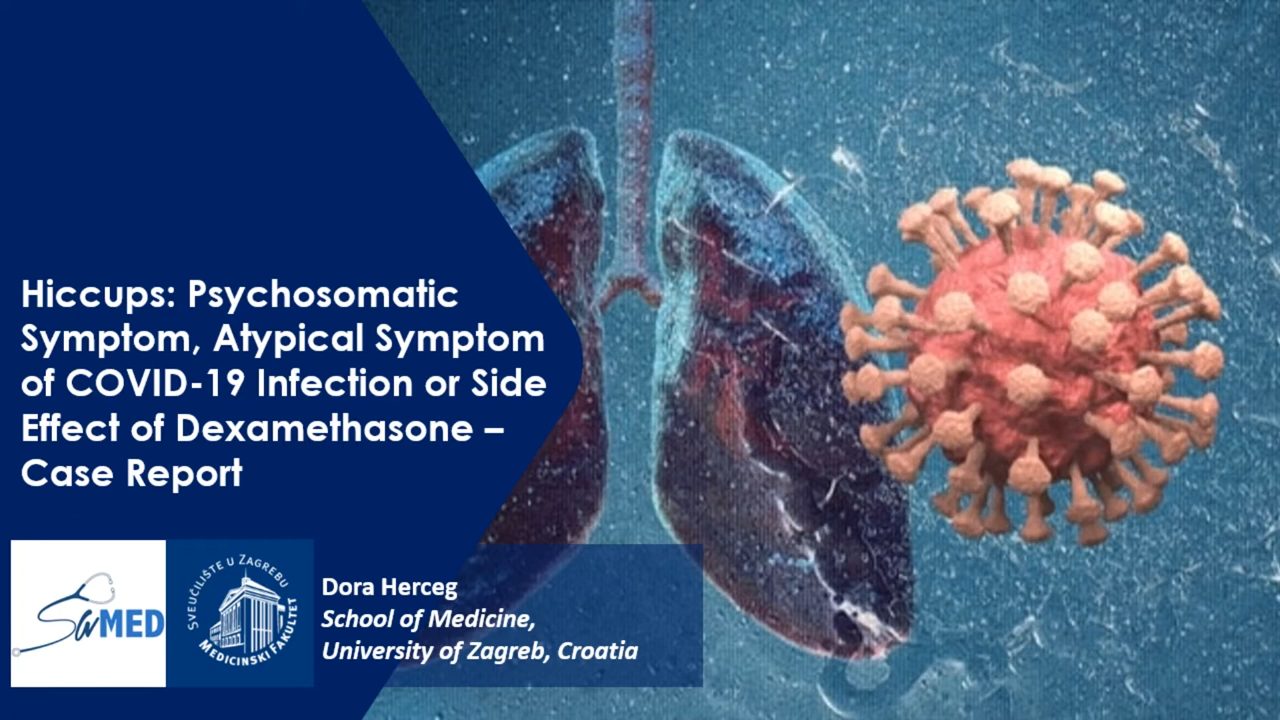 Hiccups: Psychosomatic
Symptom, Atypical Symptom
of COVID-19 Infection or Side
Effect of Dexamethasone –
Case Report
SaMED
SVEUČILIŠTE U ZAGREBU
MEDICINSKI FAKULTET
Dora Herceg
School of Medicine,
University of Zagreb, Croatia